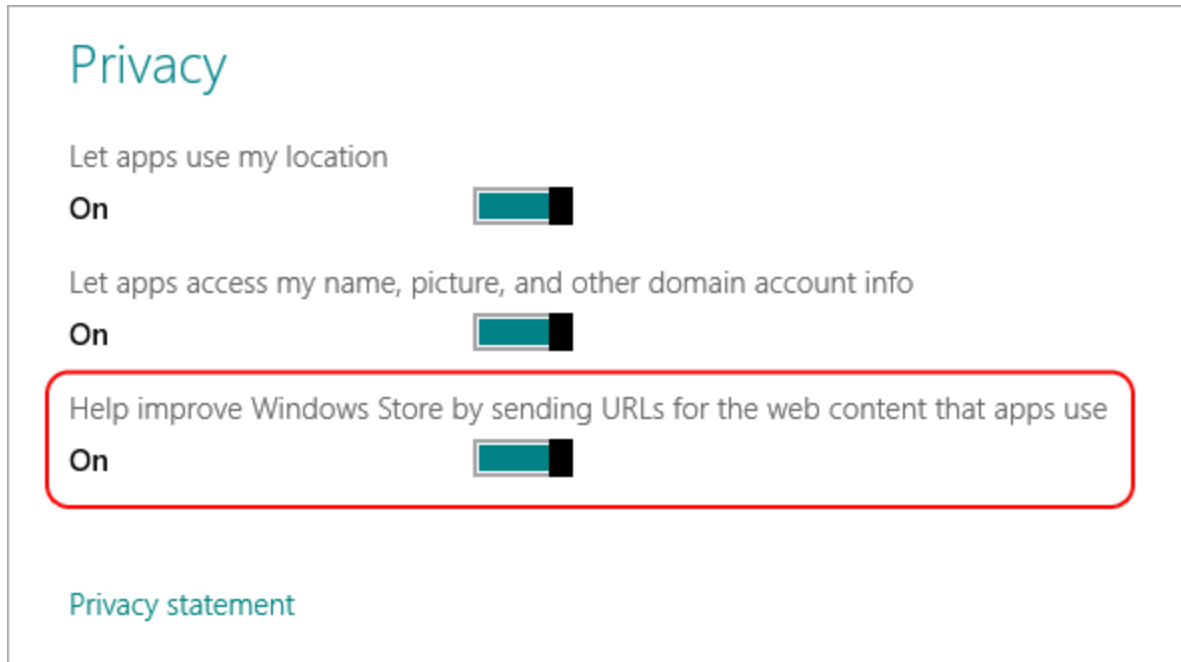 Privacy
Let apps use my location
On
Let apps access my name, picture, and other domain account info
On
Help improve Windows Store by sending URLs for the web content that apps use
On
Privacy statement